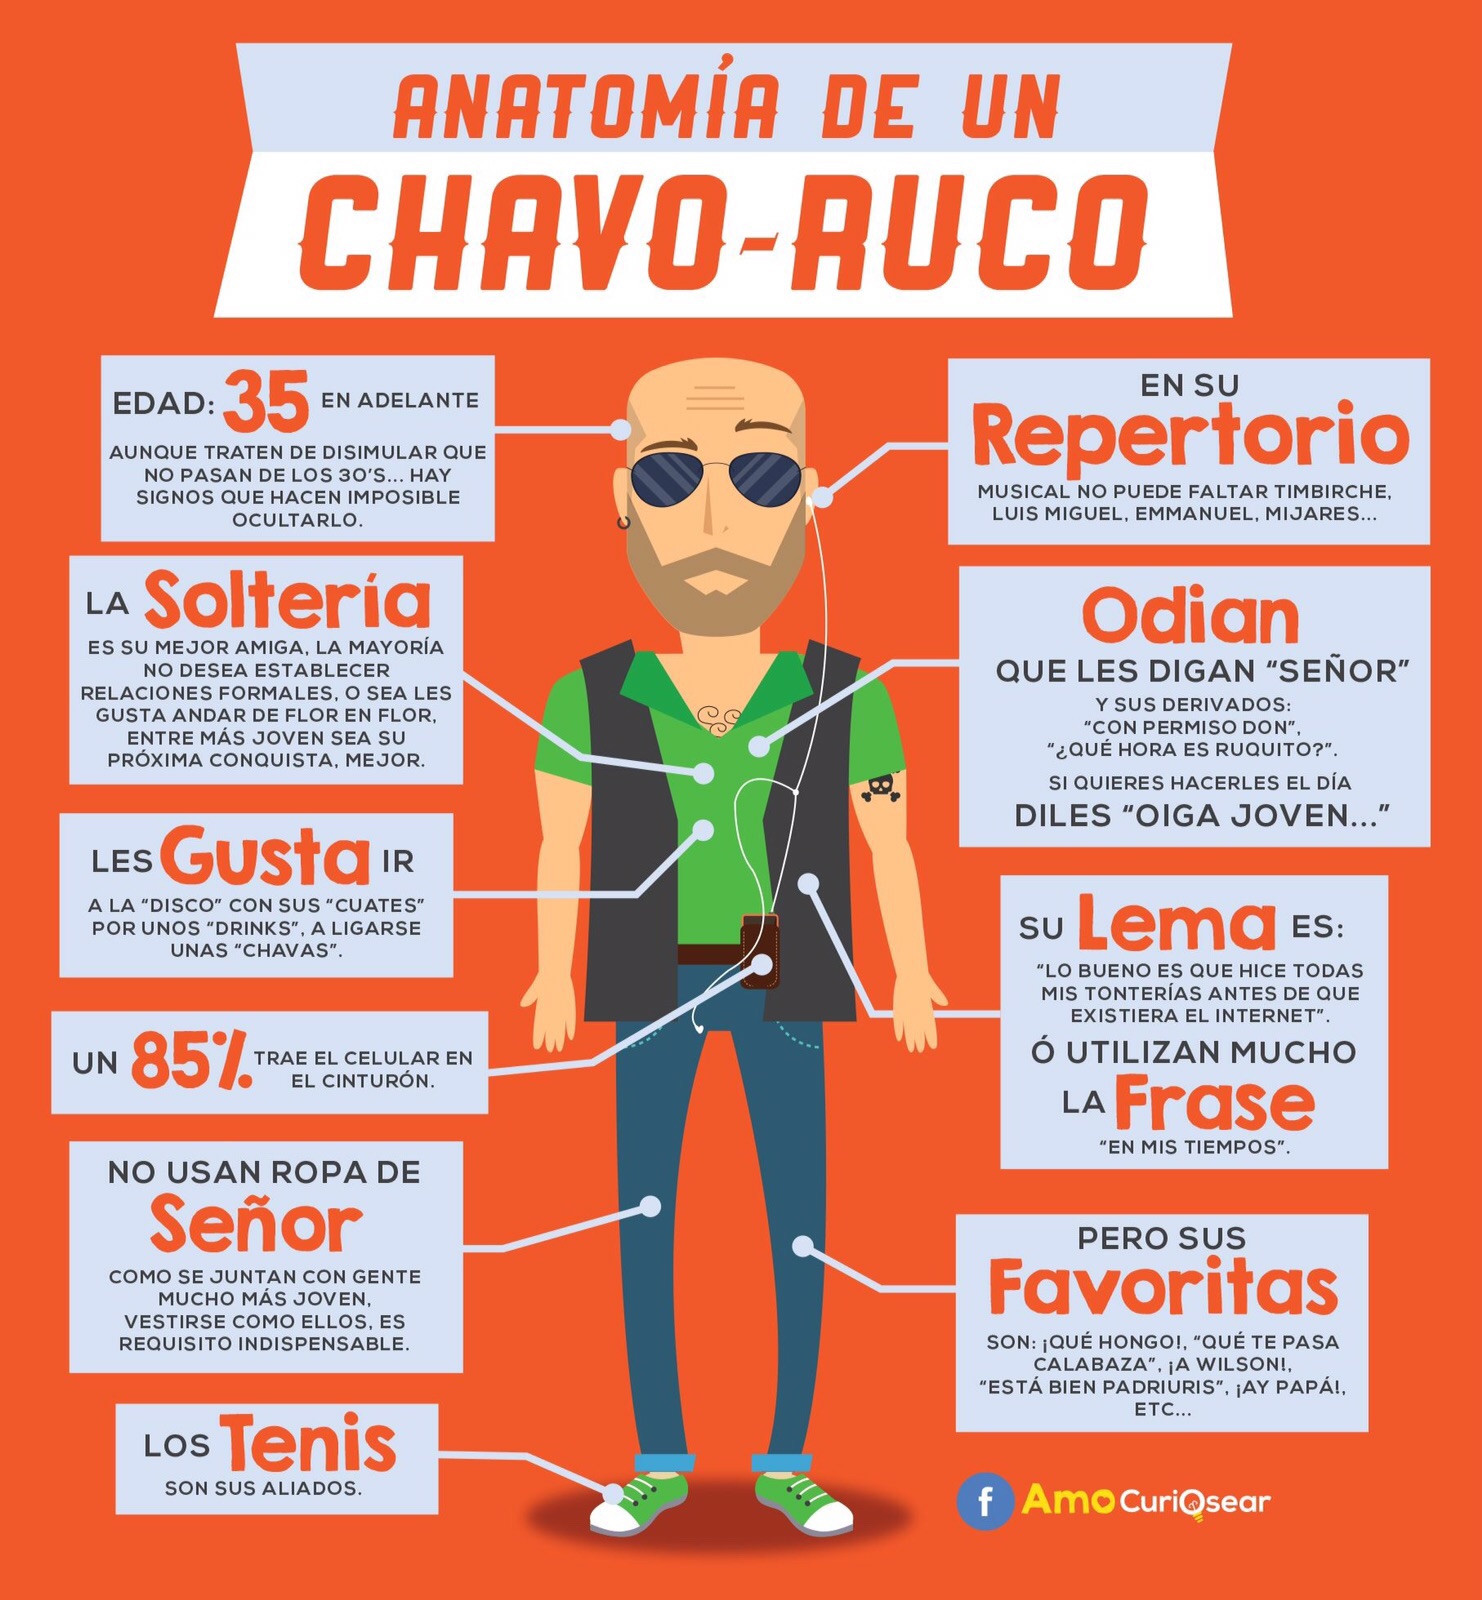 ANATOMÍA DE UN
CHAVO-RUCO
EDAD: 35 EN ADELANTE
AUNQUE TRATEN DE DISIMULAR QUE
NO PASAN DE LOS 30'S... HAY
SIGNOS QUE HACEN IMPOSIBLE
OCULTARLO.
LA Soltería
ES SU MEJOR AMIGA, LA MAYORÍA
NO DESEA ESTABLECER
RELACIONES FORMALES, O SEA LES
GUSTA ANDAR DE FLOR EN FLOR,
ENTRE MÁS JOVEN SEA SU
PRÓXIMA CONQUISTA, MEJOR.
LES Gusta IR
A LA “DISCO” CON SUS “CUATES”
POR UNOS “DRINKS”, A LIGARSE
UNAS “CHAVAS”.
UN 85% TRAE EL CELULAR EN
EL CINTURÓN.
NO USAN ROPA DE
Señor
COMO SE JUNTAN CON GENTE
MUCHO MÁS JOVEN,
VESTIRSE COMO ELLOS, ES
REQUISITO INDISPENSABLE.
LOS Tenis
SON SUS ALIADOS.
EN SU
Repertorio
MUSICAL NO PUEDE FALTAR TIMBIRCHE,
LUIS MIGUEL, EMMANUEL, MIJARES...
Odian
QUE LES DIGAN “SEÑOR”
Y SUS DERIVADOS:
“CON PERMISO DON”,
“¿QUÉ HORA ES RUQUITO?”.
SI QUIERES HACERLES EL DÍA
DILES “OIGA JOVEN...”
SU Lema ES:
“LO BUENO ES QUE HICE TODAS
MIS TONTERÍAS ANTES DE QUE
EXISTIERA EL INTERNET”.
Ó UTILIZAN MUCHO
LA Frase
“EN MIS TIEMPOS”.
PERO SUS
Favoritas
SON: ¡QUÉ HONGO!, “QUÉ TE PASA
CALABAZA”, ¡A WILSON!,
“ESTÁ BIEN PADRIURIS”, ¡AY PAPÁ!,
ETC...
f Amo CuriOsear